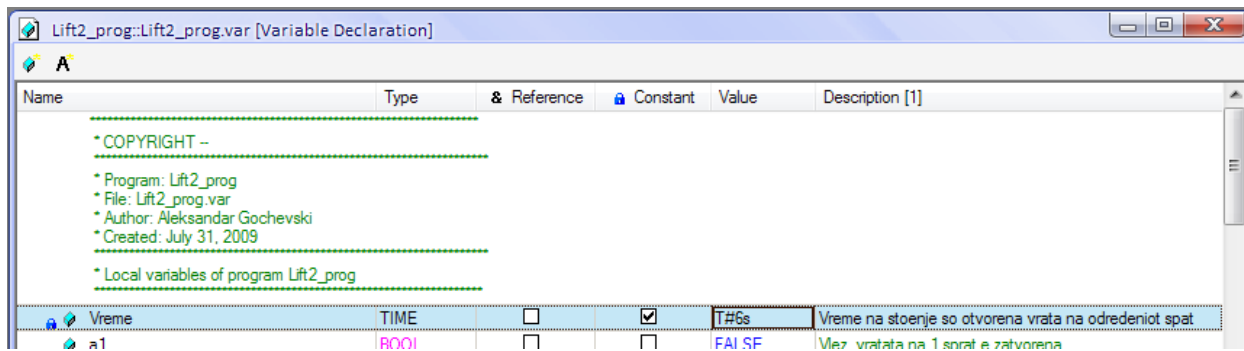 Lift2_prog::Lift2_prog.var [Variable Declaration]
A
Name Type & Reference Constant Value Description [1]
* COPYRIGHT --
* Program: Lift2_prog
* File: Lift2_prog.var
* Author: Aleksandar Gochevski
* Created: July 31, 2009
* Local variables of program Lift2_prog
Vreme TIME T#6s Vreme na stoenje so otvorena vrata na odredeniot spat
a1 BOOL FALSE Vlez, vratata na 1 sprat e zatvorena